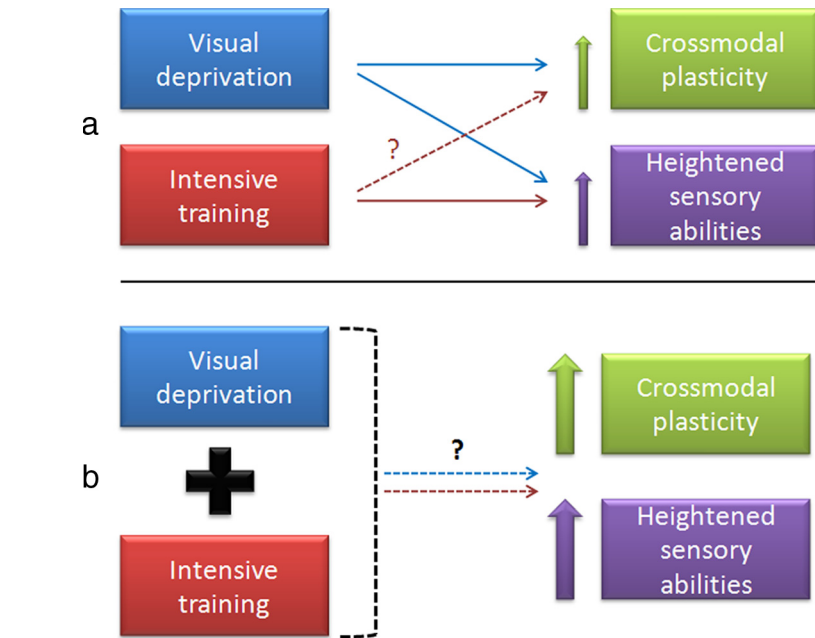 a
Visual
deprivation
Crossmodal
plasticity
?
Intensive
training
Heightened
sensory
abilities
b
Visual
deprivation
Intensive
training
?
Crossmodal
plasticity
Heightened
sensory
abilities